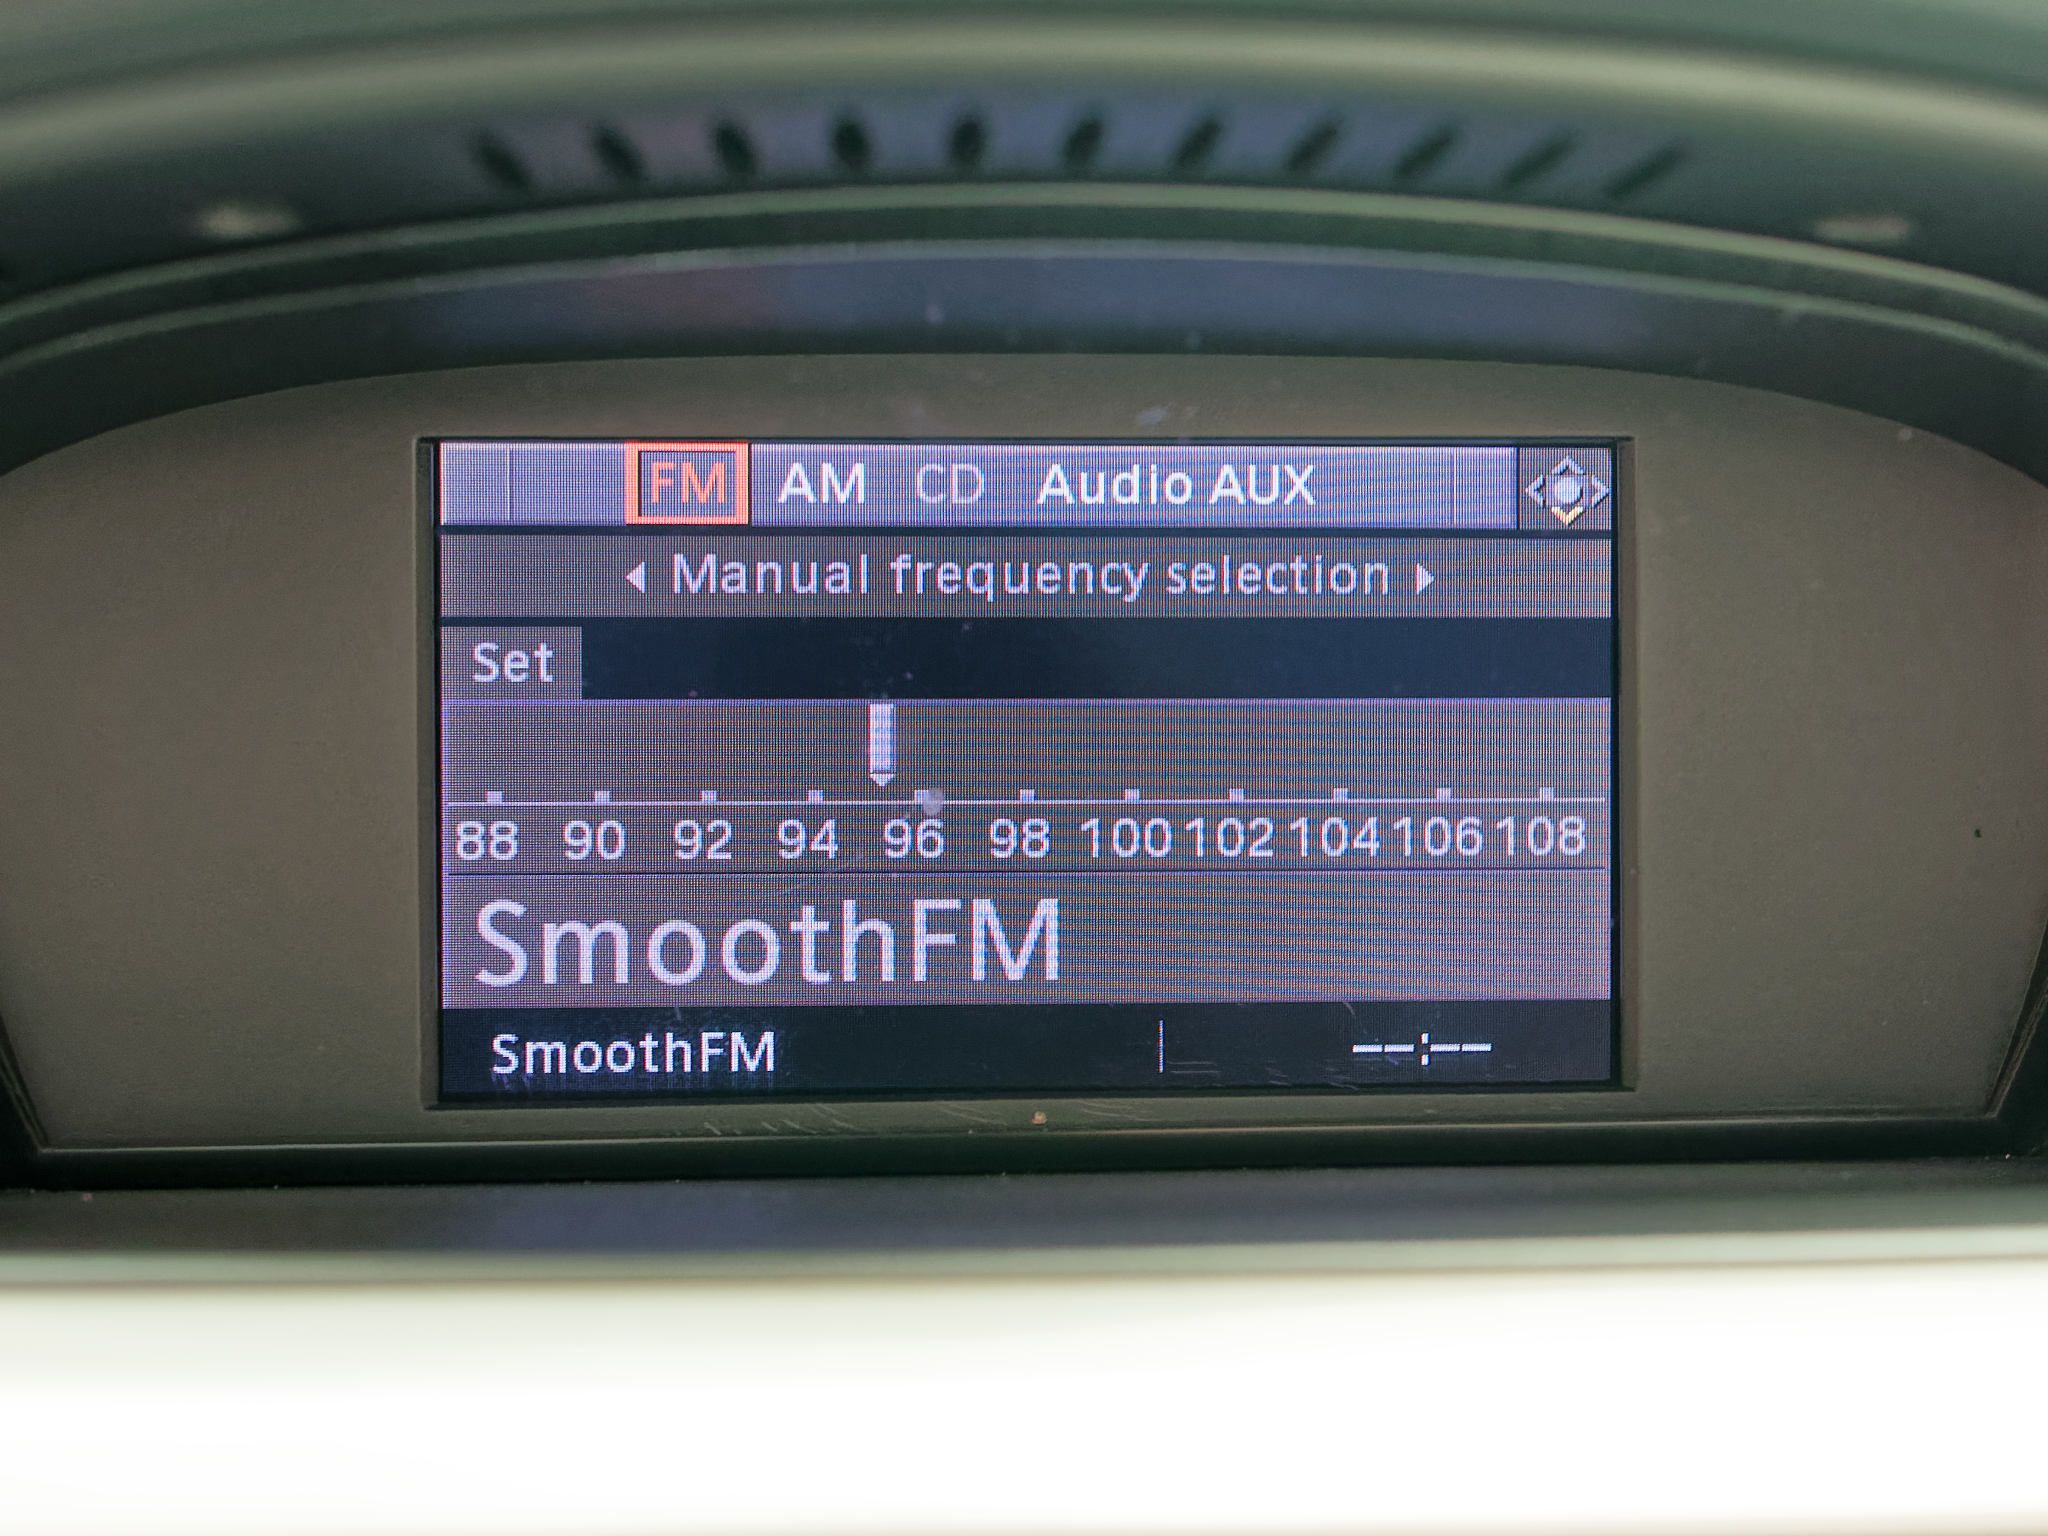 FM AM CD Audio AUX
Manual frequency selection
Set
88 90 92 94 96 98 100 102 104 106 108
SmoothFM
SmoothFM --:--